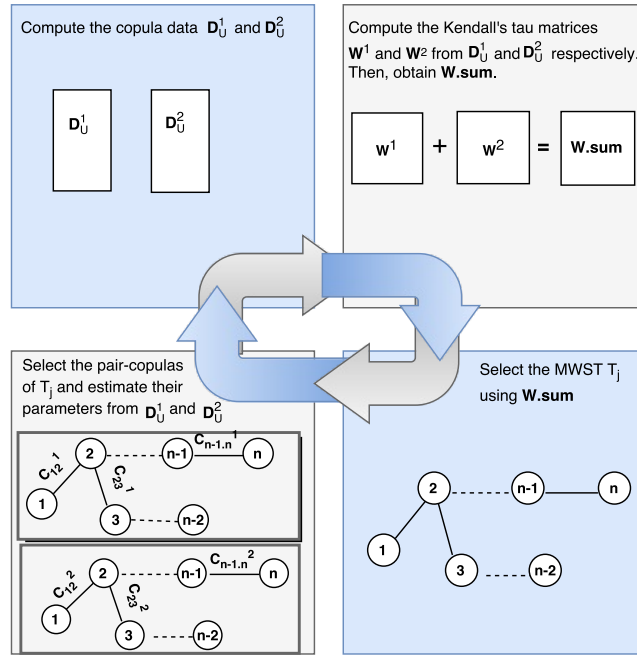 Compute the copula data D_U^1 and D_U^2
D_U^1
D_U^2
Compute the Kendall's tau matrices
W^1 and W^2 from D_U^1 and D_U^2 respectively.
Then, obtain W.sum.
W^1 + W^2 = W.sum
Select the pair-copulas
of T_j and estimate their
parameters from D_U^1 and D_U^2
C_12^1
2
C_23^1
n-1
C_n-1.n^1
n
1
3
n-2
C_12^2
2
C_23^2
n-1
C_n-1.n^2
n
1
3
n-2
Select the MWST T_j
using W.sum
2
n-1
n
1
3
n-2